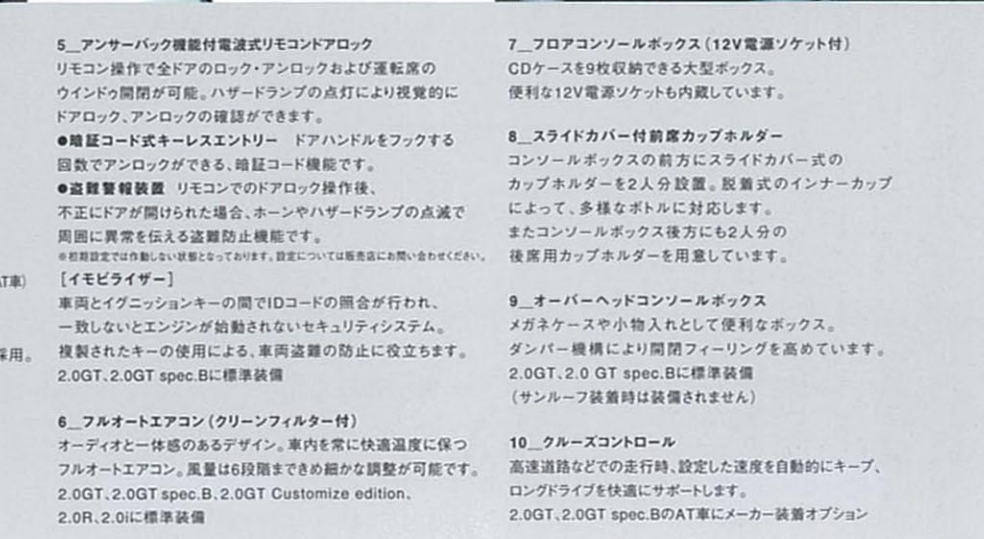 5__アンサーバック機能付電波式リモコンドアロック
リモコン操作で全ドアのロック・アンロックおよび運転席の
ウインドゥ開閉が可能。ハザードランプの点灯により視覚的に
ドアロック、アンロックの確認ができます。
●暗証コード式キーレスエントリー　ドアハンドルをフックする
回数でアンロックができる、暗証コード機能です。
●盗難警報装置　リモコンでのドアロック操作後、
不正にドアが開けられた場合、ホーンやハザードランプの点滅で
周囲に異常を伝える盗難防止機能です。
※初期設定では作動しない状態となっております。設定については販売店にお問い合わせください。
AT車)
［イモビライザー］
車両とイグニッションキーの間でIDコードの照合が行われ、
一致しないとエンジンが始動されないセキュリティシステム。
採用。
複製されたキーの使用による、車両盗難の防止に役立ちます。
2.0GT、2.0GT spec.Bに標準装備
6__フルオートエアコン（クリーンフィルター付）
オーディオと一体感のあるデザイン。車内を常に快適温度に保つ
フルオートエアコン。風量は6段階まできめ細かな調整が可能です。
2.0GT、2.0GT spec.B、2.0GT Customize edition、
2.0R、2.0iに標準装備
7__フロアコンソールボックス（12V電源ソケット付）
CDケースを9枚収納できる大型ボックス。
便利な12V電源ソケットも内蔵しています。
8__スライドカバー付前席カップホルダー
コンソールボックスの前方にスライドカバー式の
カップホルダーを2人分設置。脱着式のインナーカップ
によって、多様なボトルに対応します。
またコンソールボックス後方にも2人分の
後席用カップホルダーを用意しています。
9__オーバーヘッドコンソールボックス
メガネケースや小物入れとして便利なボックス。
ダンパー機構により開閉フィーリングを高めています。
2.0GT、2.0 GT spec.Bに標準装備
（サンルーフ装着時は装備されません）
10__クルーズコントロール
高速道路などでの走行時、設定した速度を自動的にキープ、
ロングドライブを快適にサポートします。
2.0GT、2.0GT spec.BのAT車にメーカー装着オプション